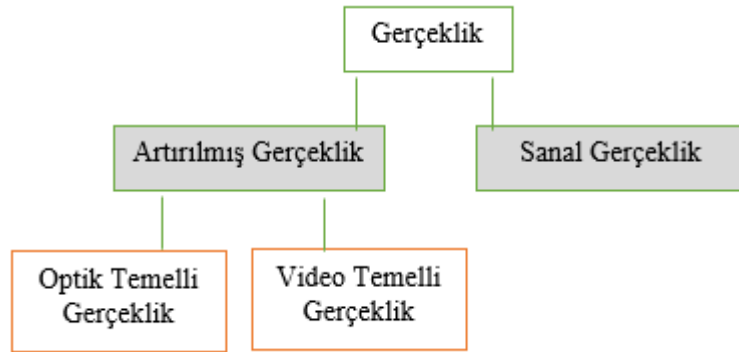 Gerçeklik
Artırılmış Gerçeklik
Sanal Gerçeklik
Optik Temelli
Gerçeklik
Video Temelli
Gerçeklik